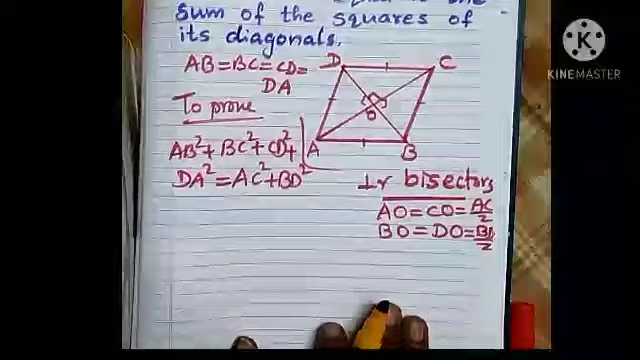 sum of the squares of
its diagonals.
AB=BC=CD=
DA
To prove
AB²+BC²+CD²+
DA²=AC²+BD²
D
C
O
A
B
⊥r bisectors
AO=CO=AC/2
BO=DO=BD/2
KINEMASTER